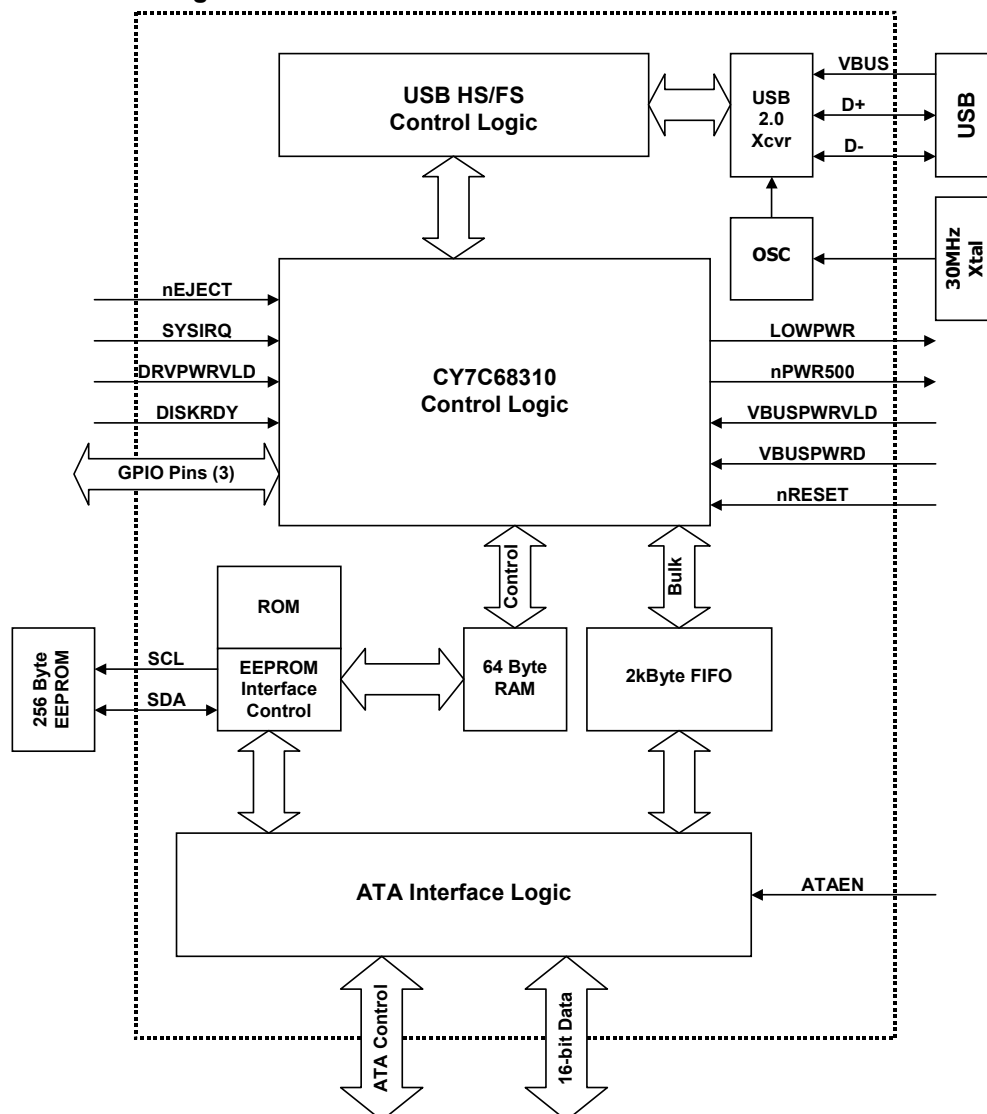 USB HS/FS
Control Logic
USB
2.0
Xcvr
VBUS
D+
D-
USB
OSC
30MHz
Xtal
nEJECT
SYSIRQ
DRVPWRVLD
DISKRDY
GPIO Pins (3)
CY7C68310
Control Logic
LOWPWR
nPWR500
VBUSPWRVLD
VBUSPWRD
nRESET
Control
Bulk
ROM
EEPROM
Interface
Control
256 Byte
EEPROM
SCL
SDA
64 Byte
RAM
2kByte FIFO
ATA Interface Logic
ATAEN
ATA Control
16-bit Data